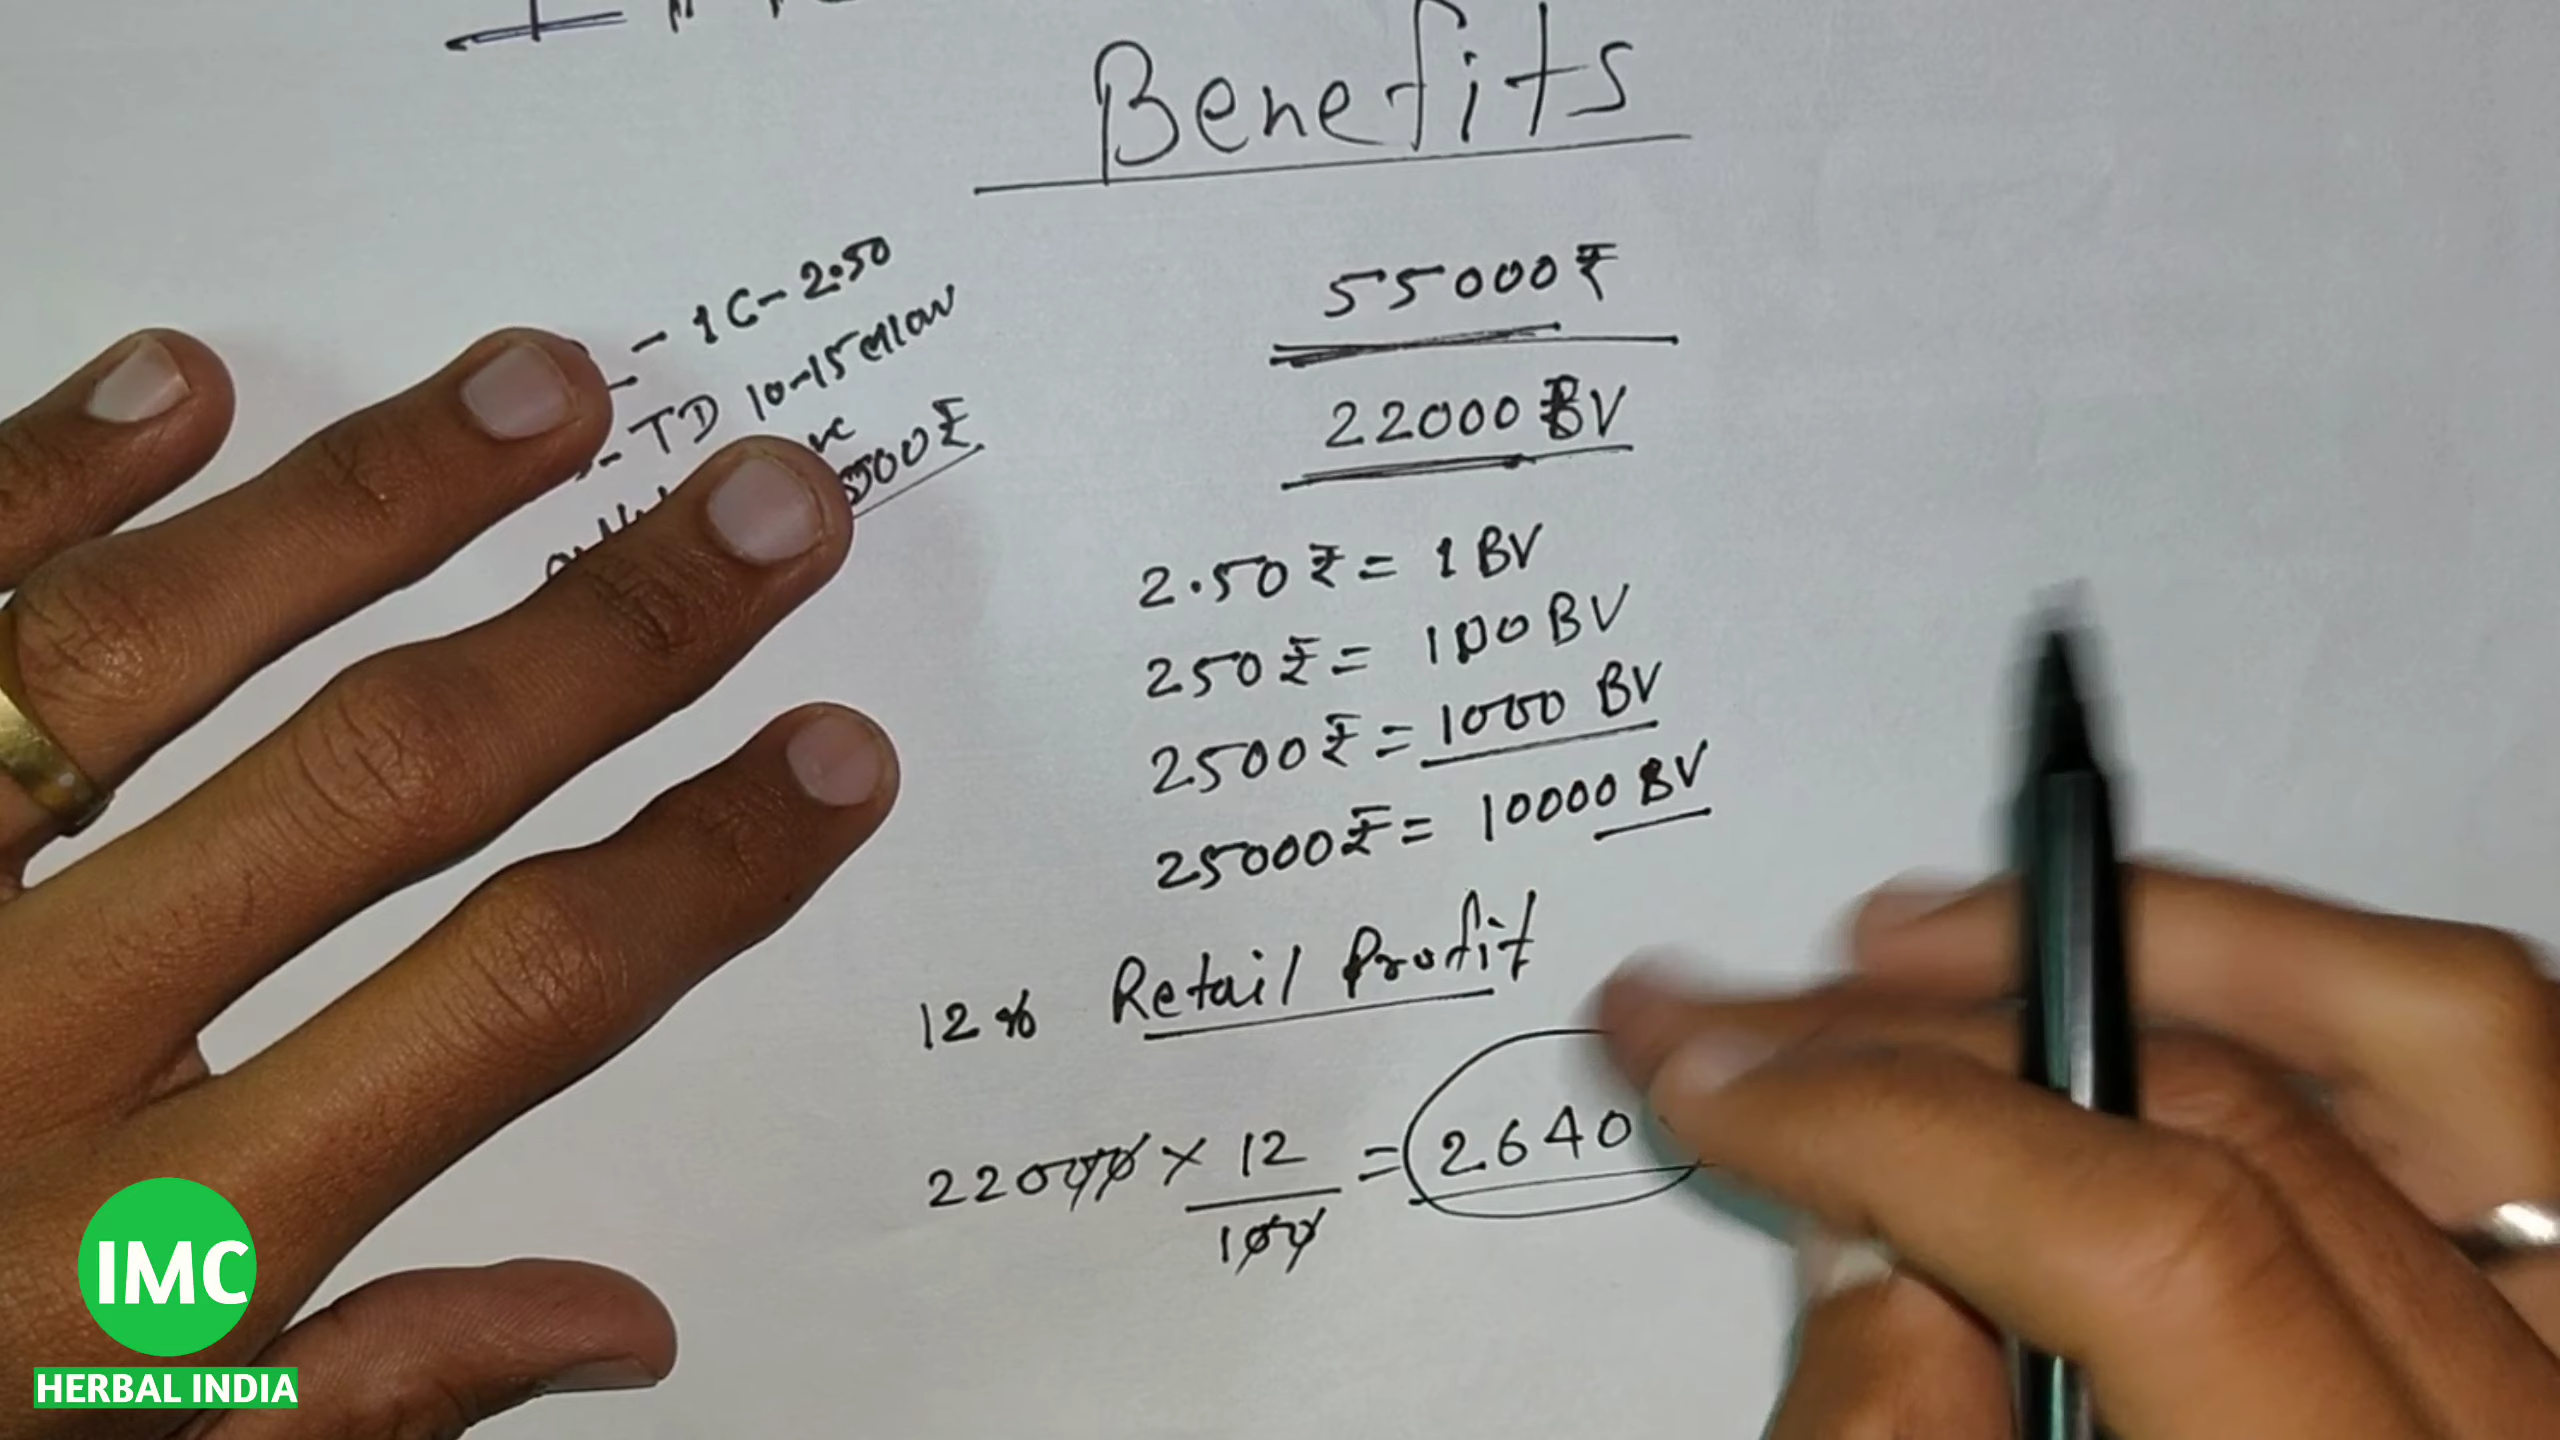 Benefits
- 1C - 2.50
- TD 10-15
000₹
55000₹
22000 BV
2.50₹ = 1 BV
250₹ = 100 BV
2500₹ = 1000 BV
25000₹ = 10000 BV
12% Retail Profit
22000 × 12 = 2640
100
IMC
HERBAL INDIA